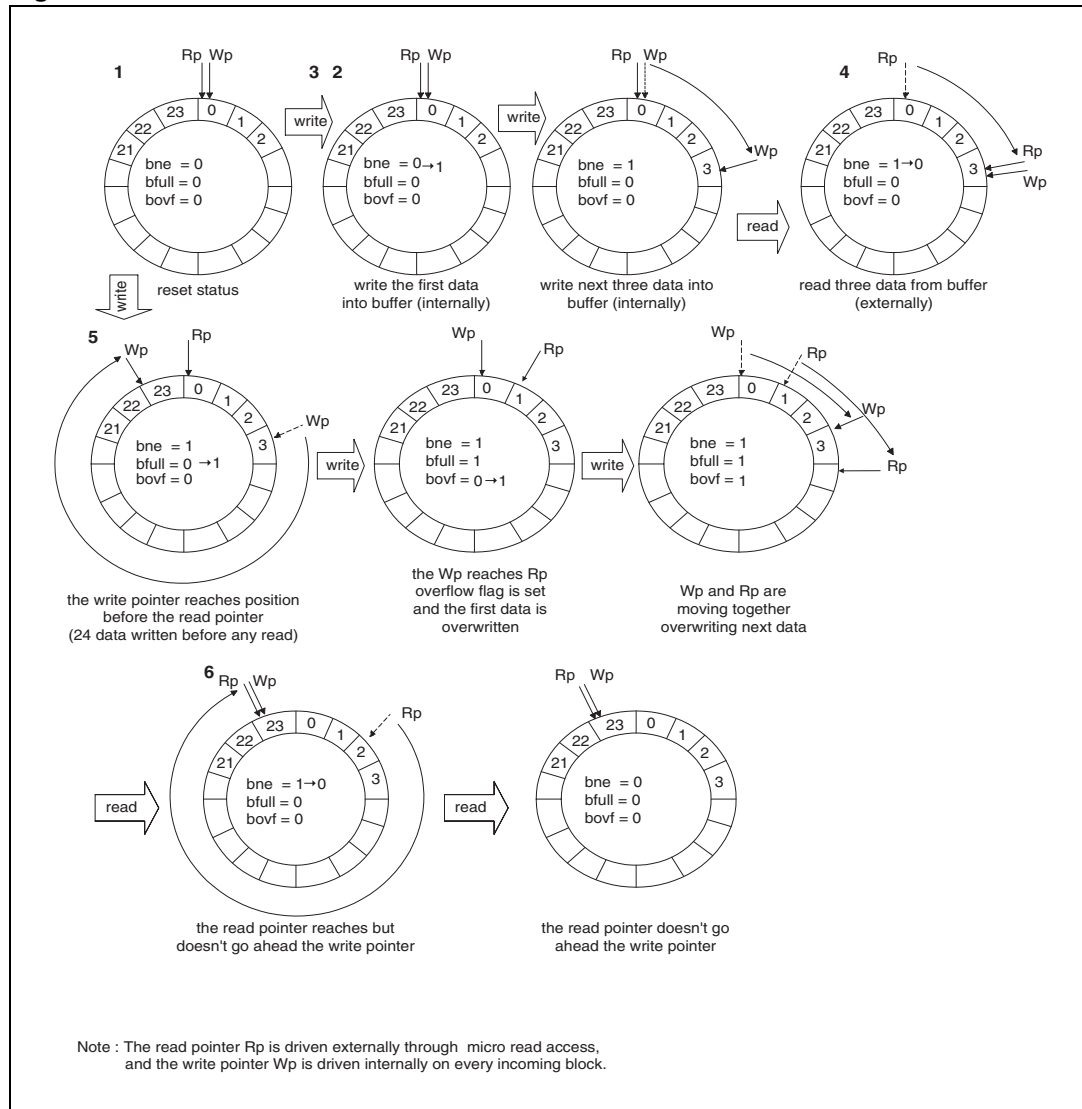 Rp Wp
1
23 0 1 2
22
21
bne = 0
bfull = 0
bovf = 0
reset status
write
3 2
Rp Wp
23 0 1 2
22
21
bne = 0→1
bfull = 0
bovf = 0
write the first data
into buffer (internally)
write
Rp Wp
23 0 1 2
22
21
3
Wp
bne = 1
bfull = 0
bovf = 0
write next three data into
buffer (internally)
read
4
Rp
23 0 1 2
22
21
3
Rp
Wp
bne = 1→0
bfull = 0
bovf = 0
read three data from buffer
(externally)
write
5
Wp
Rp
23 0 1 2
22
21
3
Wp
bne = 1
bfull = 0 →1
bovf = 0
the write pointer reaches position
before the read pointer
(24 data written before any read)
write
Wp
Rp
23 0 1 2
22
21
3
bne = 1
bfull = 1
bovf = 0→1
the Wp reaches Rp
overflow flag is set
and the first data is
overwritten
write
Wp
Rp
23 0 1 2
22
21
3
Wp
Rp
bne = 1
bfull = 1
bovf = 1
Wp and Rp are
moving together
overwriting next data
read
6
Rp Wp
Rp
23 0 1 2
22
21
3
bne = 1→0
bfull = 0
bovf = 0
the read pointer reaches but
doesn't go ahead the write pointer
read
Rp Wp
23 0 1 2
22
21
3
bne = 0
bfull = 0
bovf = 0
the read pointer doesn't go
ahead the write pointer
Note : The read pointer Rp is driven externally through micro read access,
and the write pointer Wp is driven internally on every incoming block.